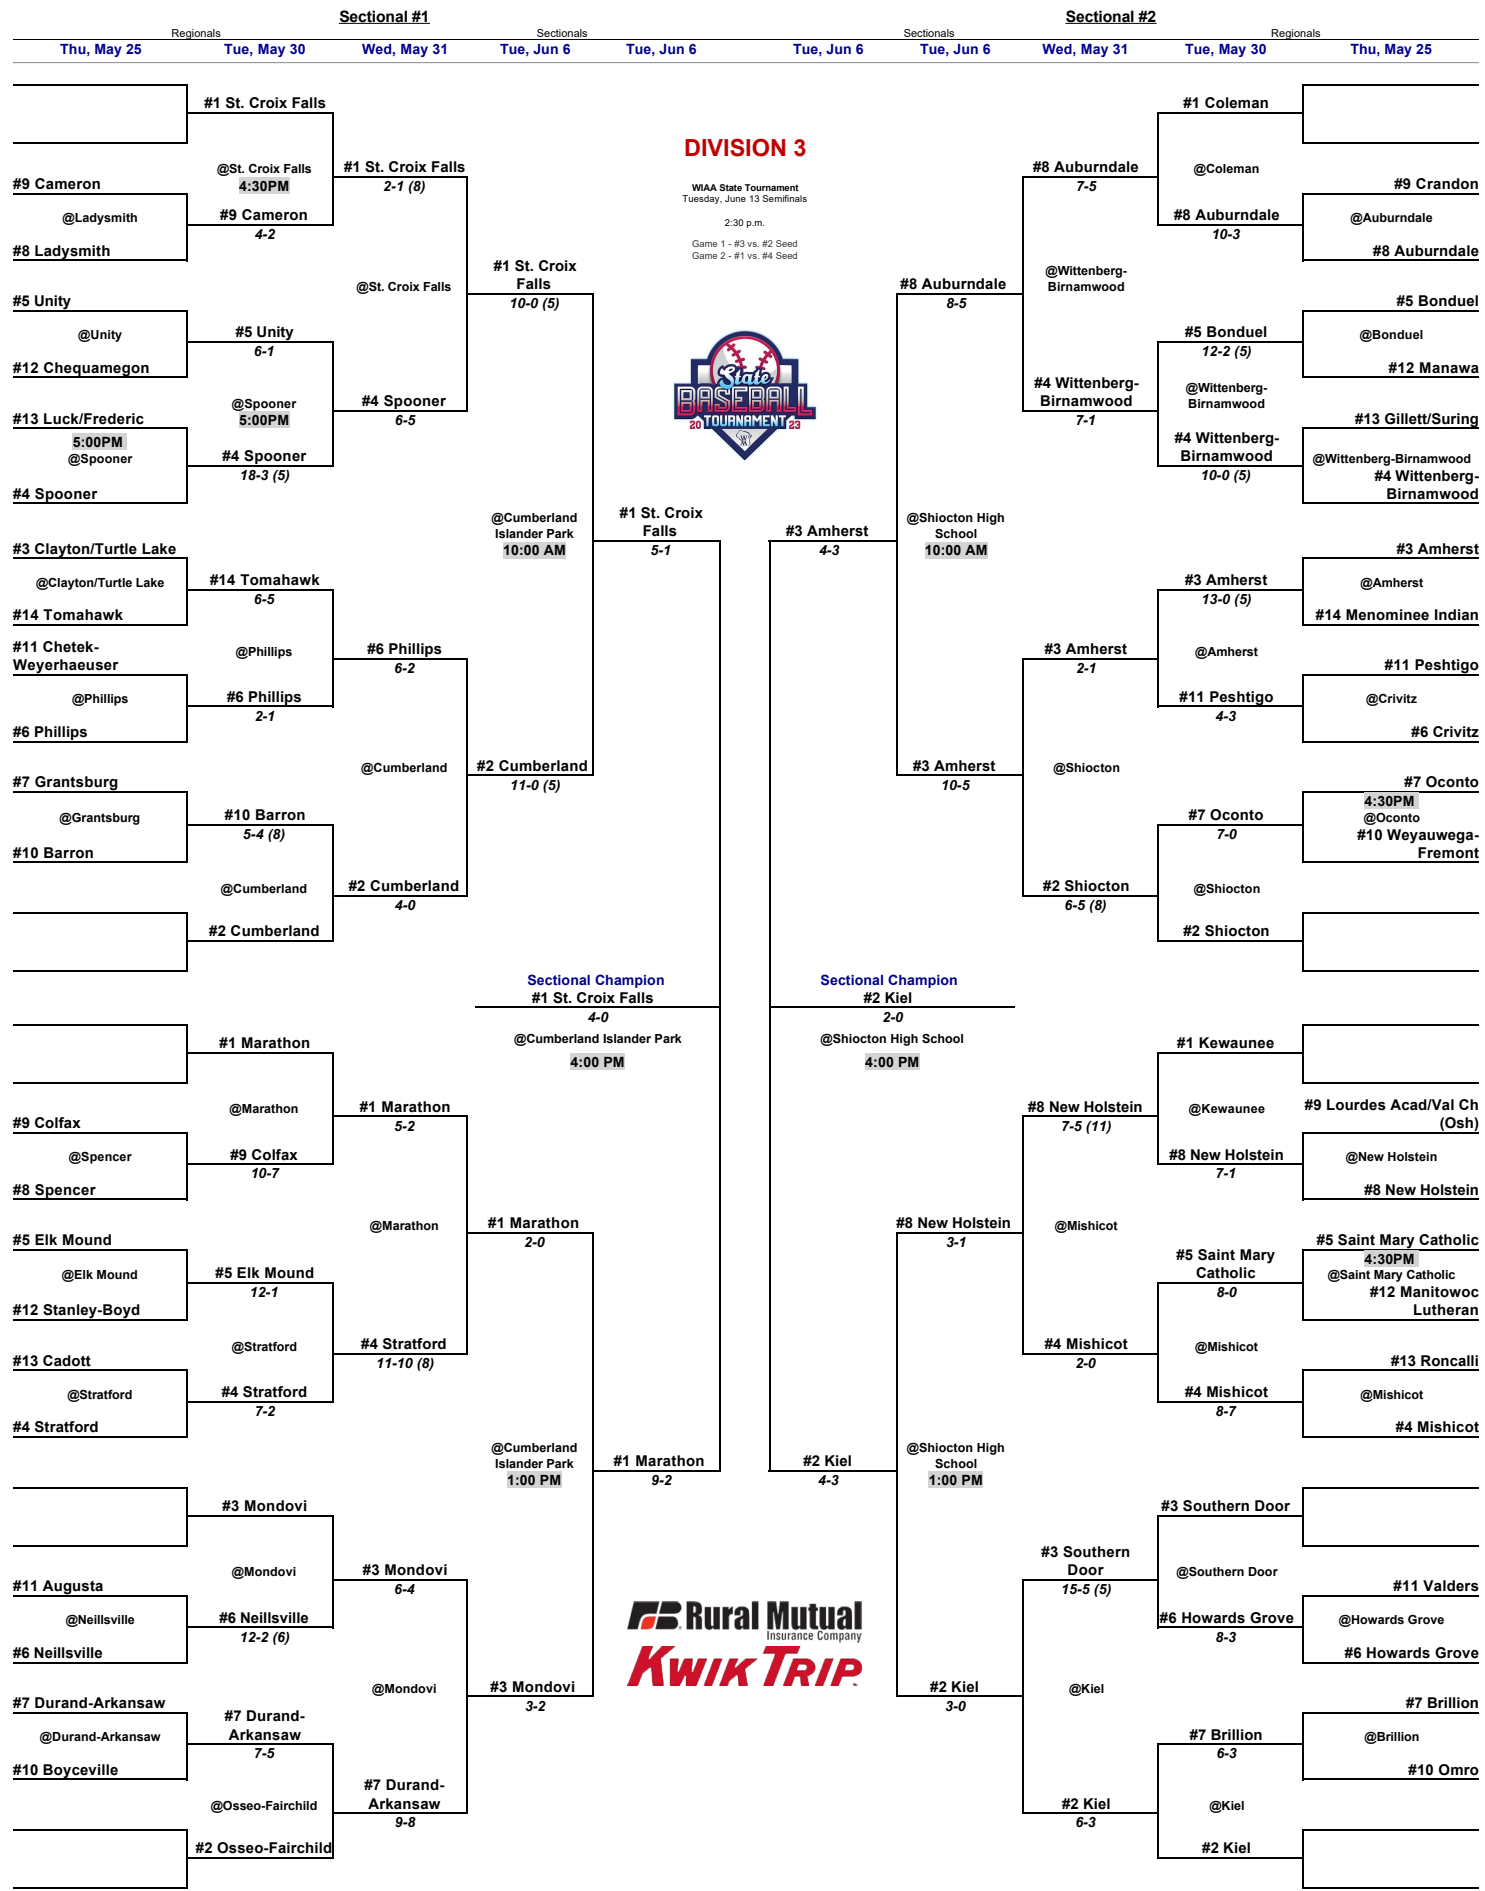 Sectional #1
Sectional #2
Regionals
Sectionals
Sectionals
Regionals
Thu, May 25
Tue, May 30
Wed, May 31
Tue, Jun 6
Tue, Jun 6
Tue, Jun 6
Tue, Jun 6
Wed, May 31
Tue, May 30
Thu, May 25
#1 St. Croix Falls
@St. Croix Falls
4:30PM
#9 Cameron
@Ladysmith
#8 Ladysmith
#9 Cameron
4-2
#1 St. Croix Falls
2-1 (8)
@St. Croix Falls
#5 Unity
@Unity
#12 Chequamegon
#5 Unity
6-1
@Spooner
5:00PM
#13 Luck/Frederic
5:00PM
@Spooner
#4 Spooner
#4 Spooner
18-3 (5)
#4 Spooner
6-5
#1 St. Croix
Falls
10-0 (5)
@Cumberland
Islander Park
10:00 AM
#1 St. Croix
Falls
5-1
#3 Clayton/Turtle Lake
@Clayton/Turtle Lake
#14 Tomahawk
#14 Tomahawk
6-5
@Phillips
#11 Chetek-
Weyerhaeuser
@Phillips
#6 Phillips
#6 Phillips
2-1
#6 Phillips
6-2
@Cumberland
#7 Grantsburg
@Grantsburg
#10 Barron
#10 Barron
5-4 (8)
@Cumberland
#2 Cumberland
#2 Cumberland
4-0
#2 Cumberland
11-0 (5)
DIVISION 3
WIAA State Tournament
Tuesday, June 13 Semifinals
2:30 p.m.
Game 1 - #3 vs. #2 Seed
Game 2 - #1 vs. #4 Seed
State
BASEBALL
TOURNAMENT
20 23
#1 Coleman
@Coleman
#9 Crandon
@Auburndale
#8 Auburndale
#8 Auburndale
10-3
#8 Auburndale
7-5
@Wittenberg-
Birnamwood
#5 Bonduel
@Bonduel
#12 Manawa
#5 Bonduel
12-2 (5)
@Wittenberg-
Birnamwood
#13 Gillett/Suring
@Wittenberg-Birnamwood
#4 Wittenberg-
Birnamwood
#4 Wittenberg-
Birnamwood
10-0 (5)
#4 Wittenberg-
Birnamwood
7-1
#8 Auburndale
8-5
@Shiocton High
School
10:00 AM
#3 Amherst
4-3
#3 Amherst
@Amherst
#14 Menominee Indian
#3 Amherst
13-0 (5)
@Amherst
#11 Peshtigo
@Crivitz
#6 Crivitz
#11 Peshtigo
4-3
#3 Amherst
2-1
@Shiocton
#7 Oconto
4:30PM
@Oconto
#10 Weyauwega-
Fremont
#7 Oconto
7-0
@Shiocton
#2 Shiocton
#2 Shiocton
6-5 (8)
#3 Amherst
10-5
Sectional Champion
#1 St. Croix Falls
4-0
@Cumberland Islander Park
4:00 PM
Sectional Champion
#2 Kiel
2-0
@Shiocton High School
4:00 PM
#1 Marathon
@Marathon
#9 Colfax
@Spencer
#8 Spencer
#9 Colfax
10-7
#1 Marathon
5-2
@Marathon
#5 Elk Mound
@Elk Mound
#12 Stanley-Boyd
#5 Elk Mound
12-1
@Stratford
#13 Cadott
@Stratford
#4 Stratford
#4 Stratford
7-2
#4 Stratford
11-10 (8)
#1 Marathon
2-0
@Cumberland
Islander Park
1:00 PM
#1 Marathon
9-2
#3 Mondovi
@Mondovi
#11 Augusta
@Neillsville
#6 Neillsville
#6 Neillsville
12-2 (6)
#3 Mondovi
6-4
@Mondovi
#7 Durand-Arkansaw
@Durand-Arkansaw
#10 Boyceville
#7 Durand-
Arkansaw
7-5
@Osseo-Fairchild
#2 Osseo-Fairchild
#7 Durand-
Arkansaw
9-8
#3 Mondovi
3-2
#1 Kewaunee
@Kewaunee
#9 Lourdes Acad/Val Ch
(Osh)
@New Holstein
#8 New Holstein
#8 New Holstein
7-1
#8 New Holstein
7-5 (11)
@Mishicot
#5 Saint Mary Catholic
4:30PM
@Saint Mary Catholic
#12 Manitowoc
Lutheran
#5 Saint Mary
Catholic
8-0
@Mishicot
#13 Roncalli
@Mishicot
#4 Mishicot
#4 Mishicot
8-7
#4 Mishicot
2-0
#8 New Holstein
3-1
@Shiocton High
School
1:00 PM
#2 Kiel
4-3
#3 Southern Door
@Southern Door
#11 Valders
@Howards Grove
#6 Howards Grove
#6 Howards Grove
8-3
#3 Southern
Door
15-5 (5)
@Kiel
#7 Brillion
@Brillion
#10 Omro
#7 Brillion
6-3
@Kiel
#2 Kiel
#2 Kiel
6-3
#2 Kiel
3-0
Rural Mutual
Insurance Company
KWIK TRIP